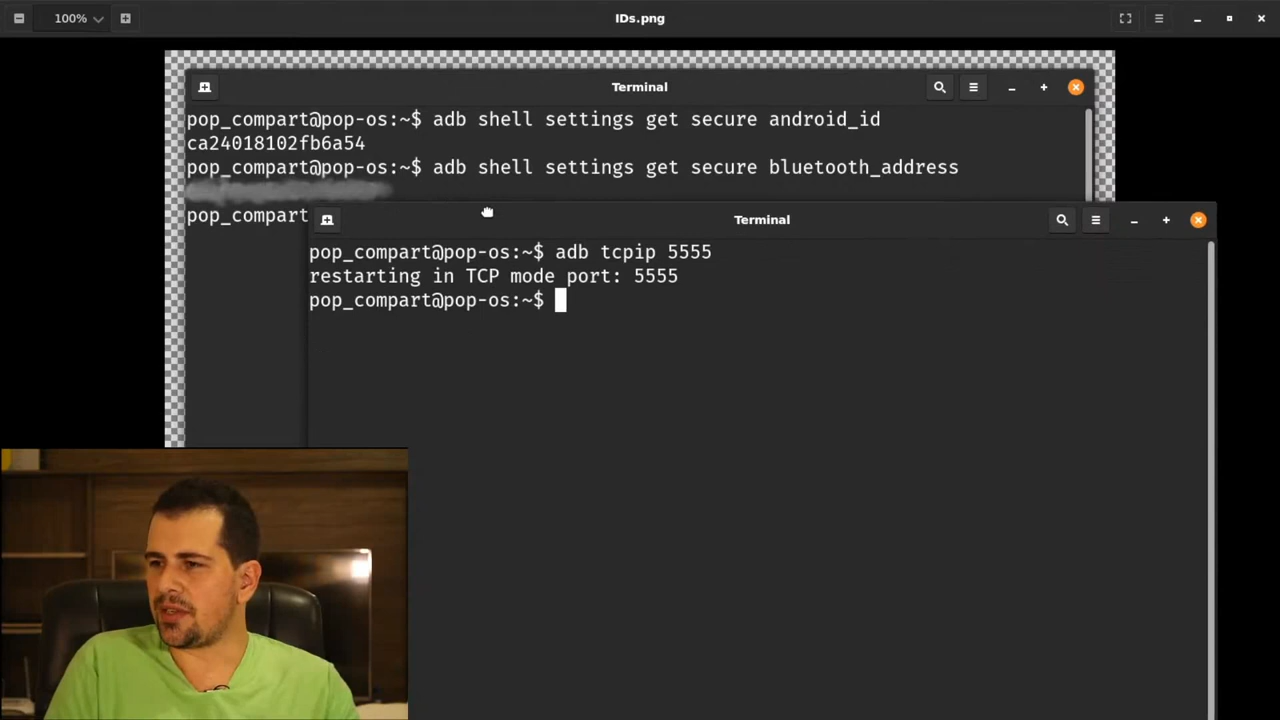 100%
IDs.png
Terminal
pop_compart@pop-os:~$ adb shell settings get secure android_id
ca24018102fb6a54
pop_compart@pop-os:~$ adb shell settings get secure bluetooth_address
pop_compart
Terminal
pop_compart@pop-os:~$ adb tcpip 5555
restarting in TCP mode port: 5555
pop_compart@pop-os:~$